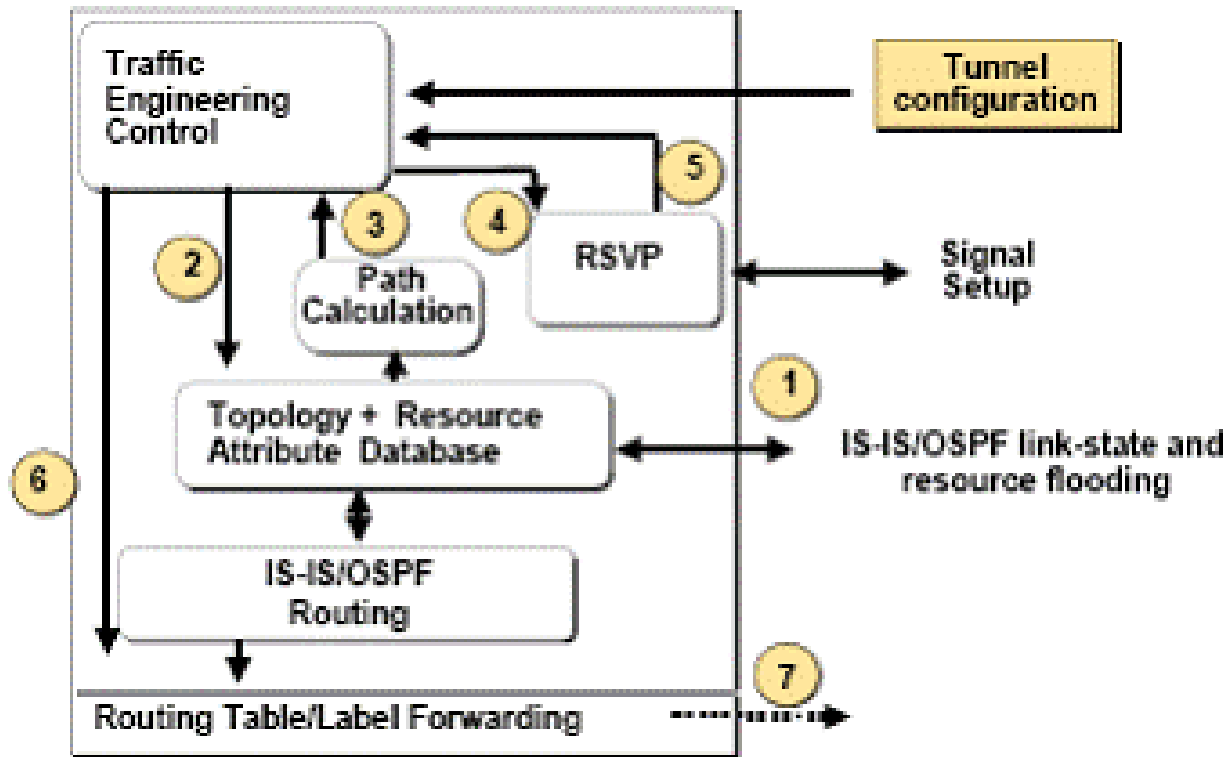 Traffic
Engineering
Control
Tunnel
configuration
5
3
4
2
RSVP
Signal
Setup
Path
Calculation
1
Topology + Resource
Attribute Database
IS-IS/OSPF link-state and
resource flooding
6
IS-IS/OSPF
Routing
7
Routing Table/Label Forwarding